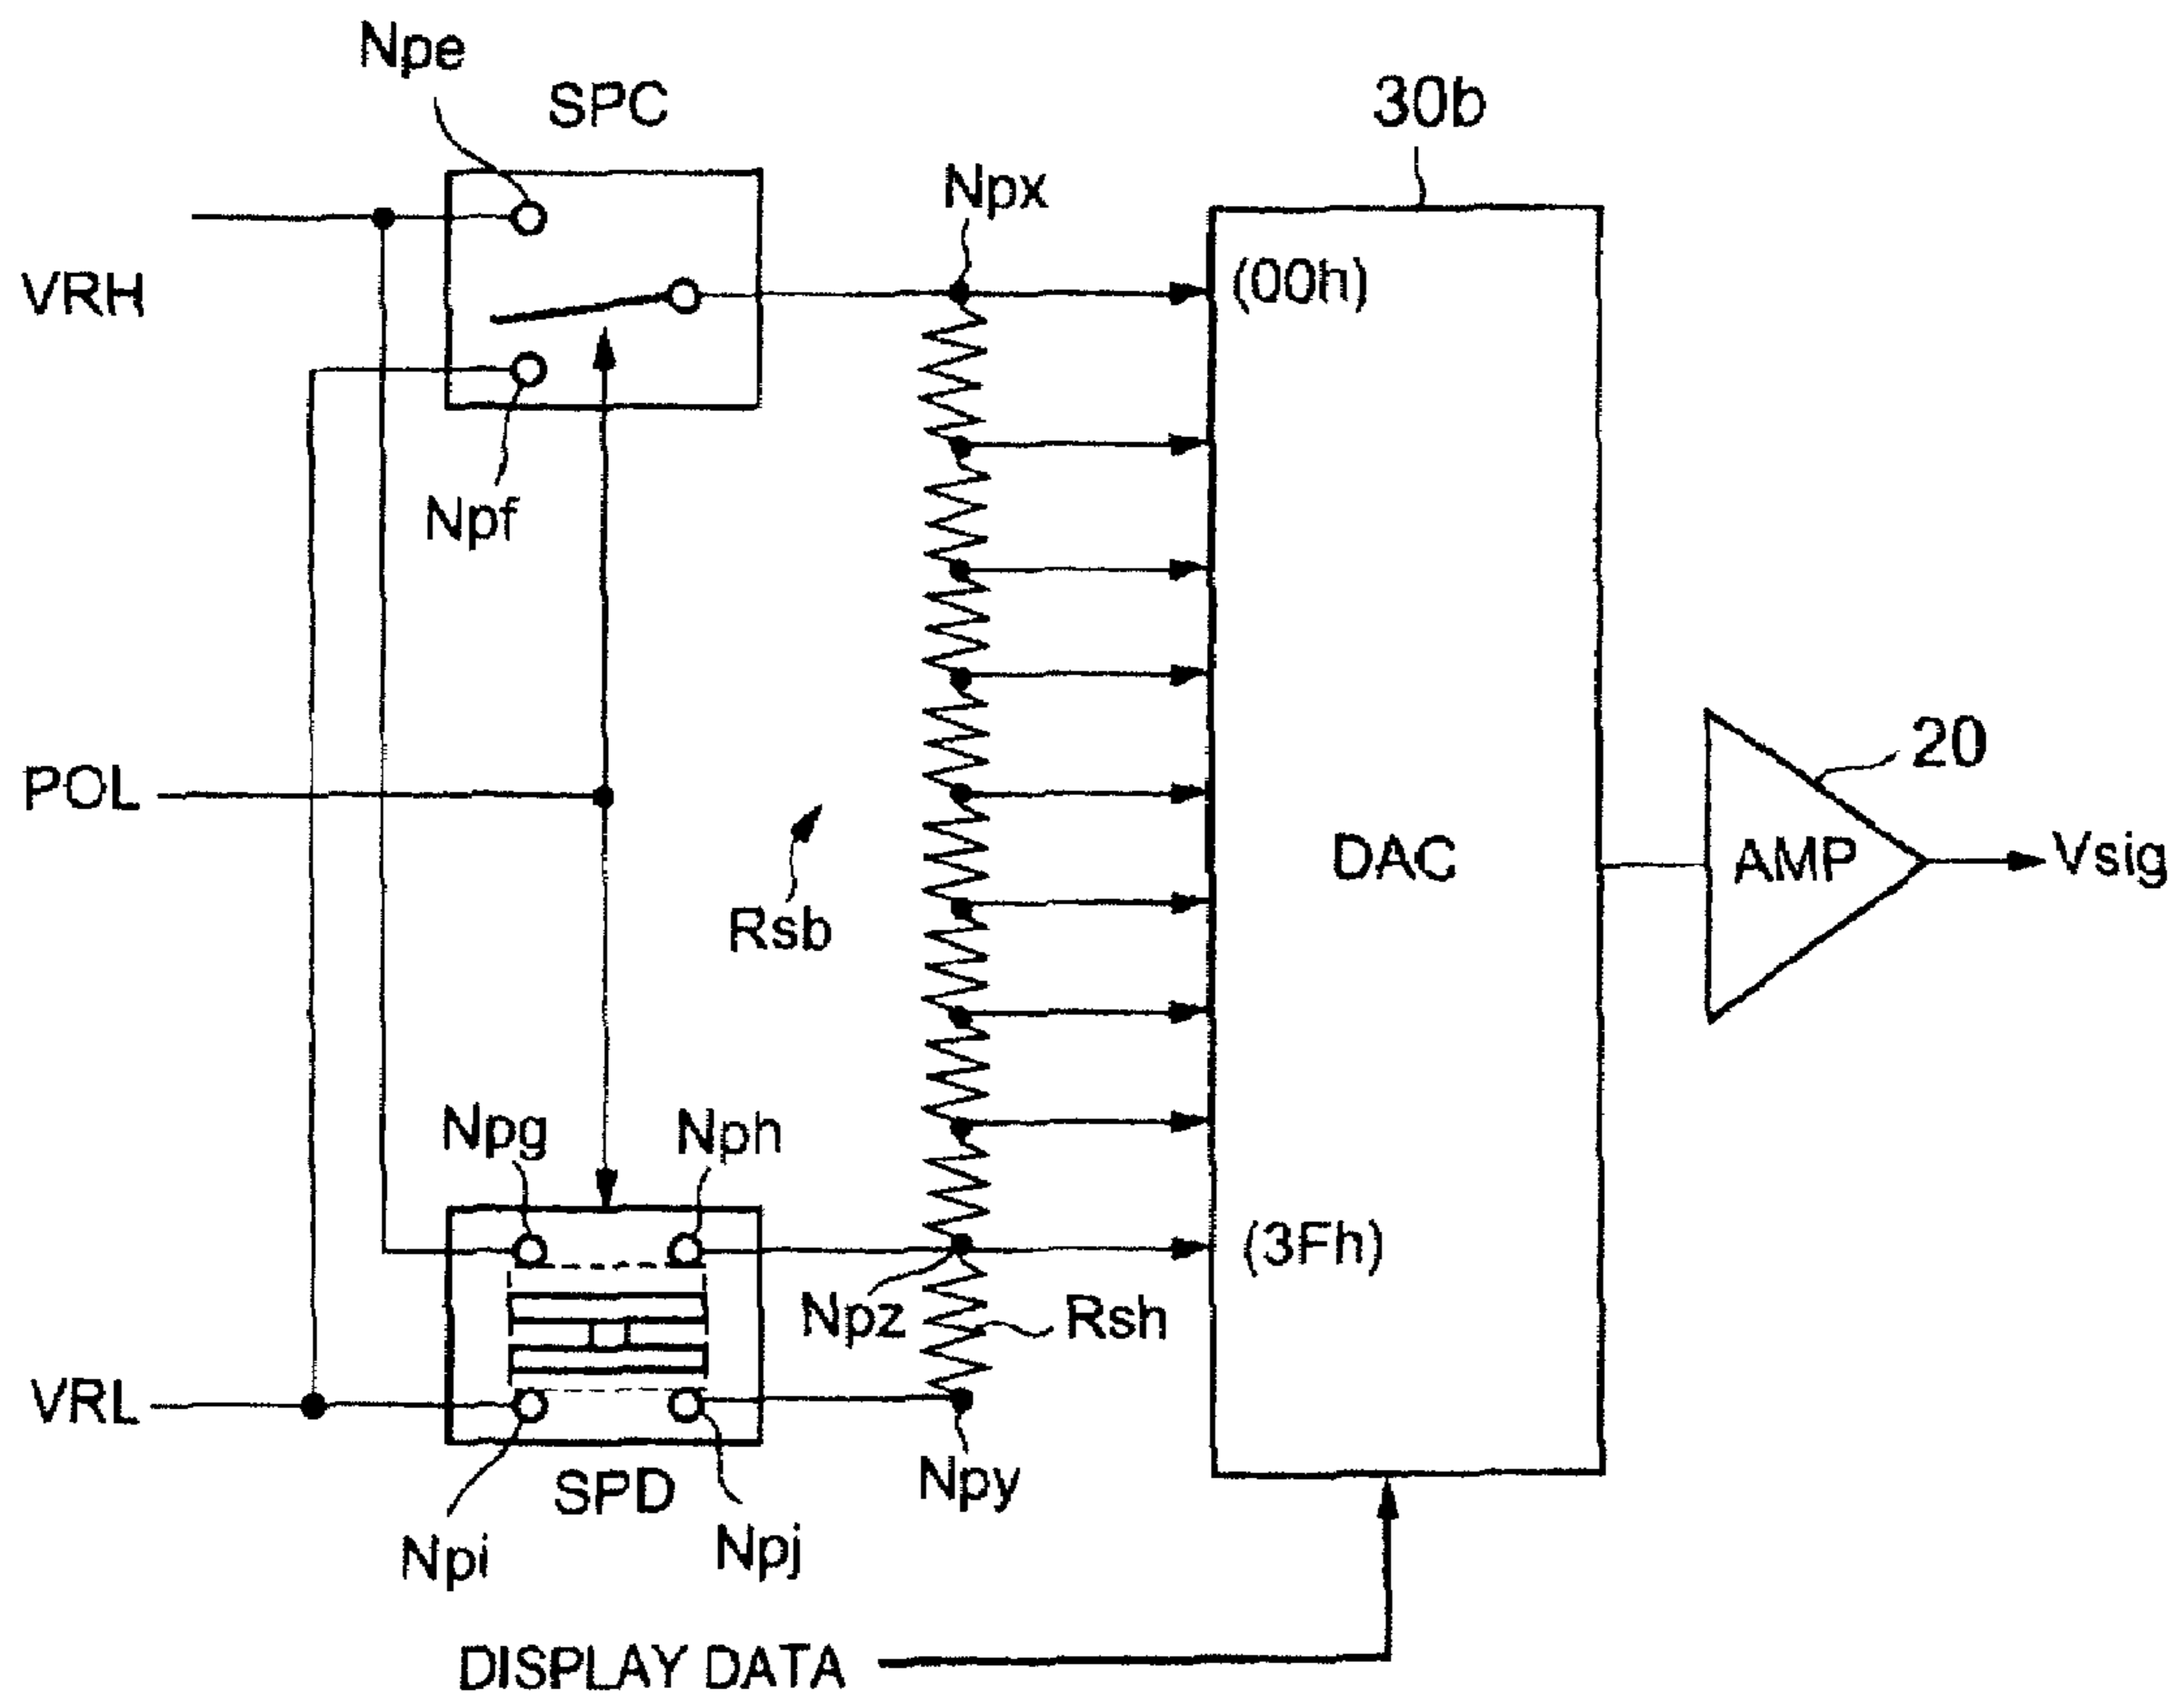 Npe
SPC
30b
Npx
VRH
(00h)
Npf
POL
20
DAC
AMP
Vsig
Rsb
Npg
Nph
(3Fh)
Npz
Rsh
VRL
SPD
Npy
Npi
Npj
DISPLAY DATA